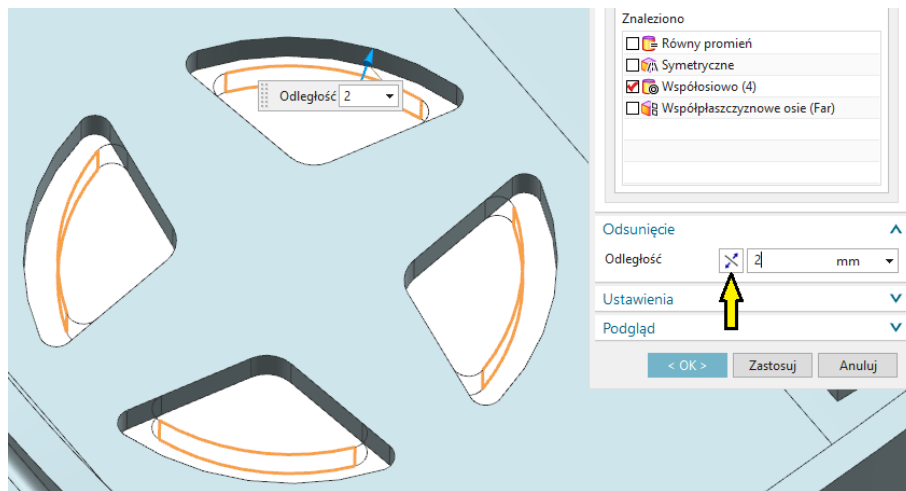 Znaleziono
Równy promień
Symetryczne
Współosiowo (4)
Współpłaszczyznowe osie (Far)
Odległość 2
Odsunięcie
Odległość 2 mm
Ustawienia
Podgląd
< OK > Zastosuj Anuluj